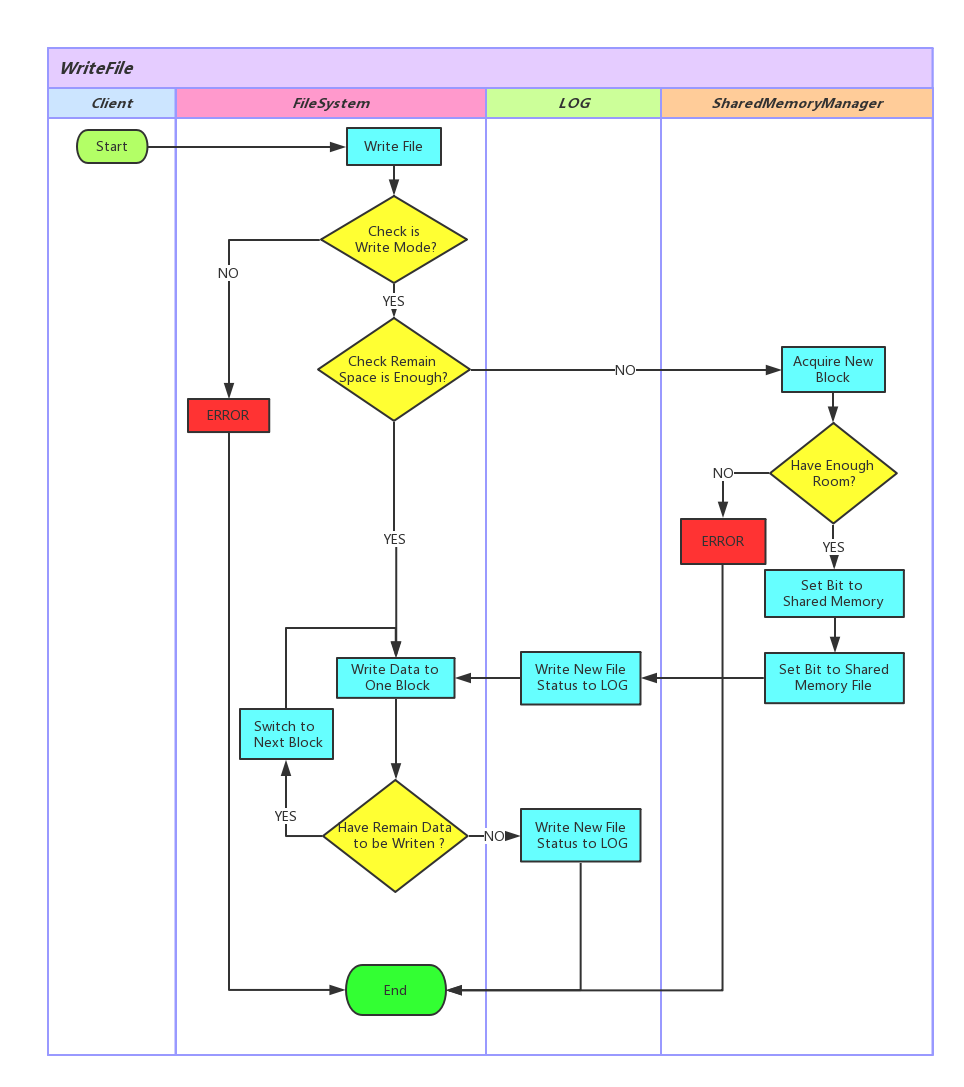 WriteFile
Client
FileSystem
LOG
SharedMemoryManager
Start
Write File
Check is
Write Mode?
NO
YES
Check Remain
Space is Enough?
NO
Acquire New
Block
ERROR
Have Enough
Room?
NO
YES
ERROR
YES
Set Bit to
Shared Memory
Write Data to
One Block
Write New File
Status to LOG
Set Bit to Shared
Memory File
Switch to
Next Block
YES
Have Remain Data
to be Writen ?
NO
Write New File
Status to LOG
End